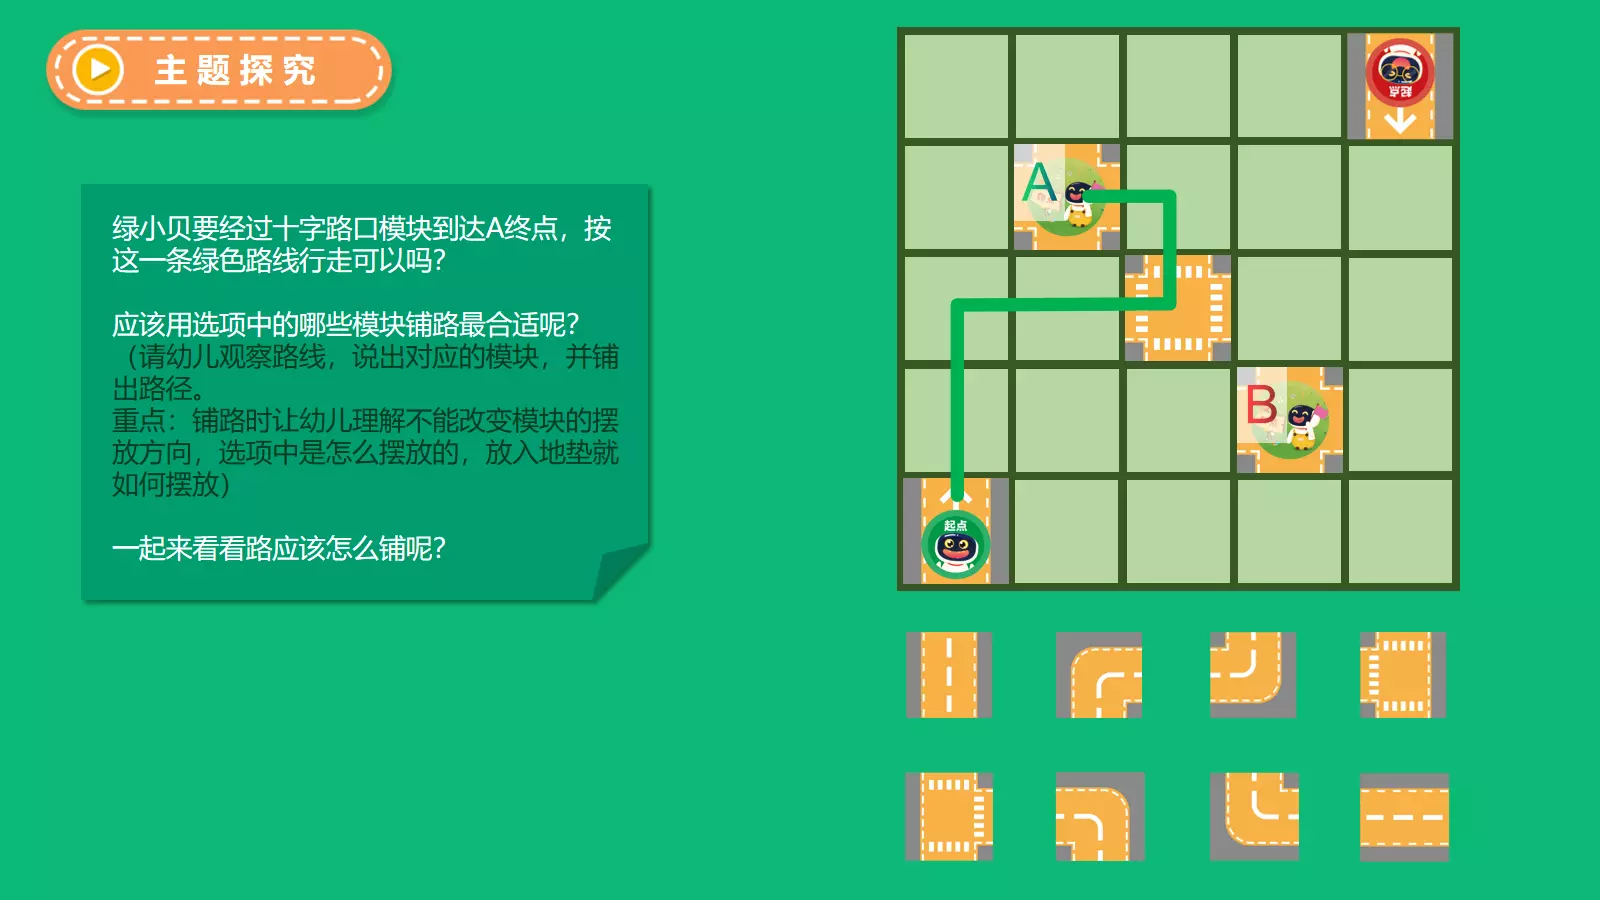 主题探究
绿小贝要经过十字路口模块到达A终点，按
这一条绿色路线行走可以吗？
应该用选项中的哪些模块铺路最合适呢？
（请幼儿观察路线，说出对应的模块，并铺
出路径。
重点：铺路时让幼儿理解不能改变模块的摆
放方向，选项中是怎么摆放的，放入地垫就
如何摆放）
一起来看看路应该怎么铺呢？
起点
A
B
起点